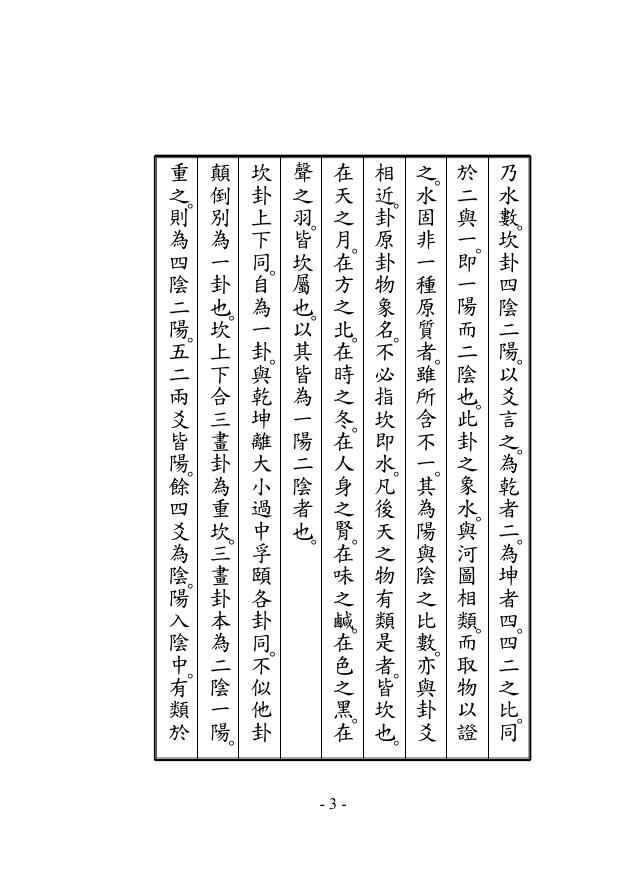 乃水數。坎卦四陰二陽。以爻言之。為乾者二。為坤者四。四二之比。同
於二與一。即一陽而二陰也。此卦之象水。與河圖相類。而取物以證
之。水固非一種原質者。雖所含不一。其為陽與陰之比數。亦與卦爻
相近。卦原卦物象名。不必指坎即水。凡後天之物有類是者。皆坎也。
在天之月。在方之北。在時之冬。在人身之腎。在味之鹹。在色之黑。在
聲之羽。皆坎屬也。以其皆為一陽二陰者也。
坎卦上下同。自為一卦。與乾坤離大小過中孚頤各卦同。不似他卦
顛倒別為一卦也。坎上下合三畫卦為重坎。三畫卦本為二陰一陽。
重之。則為四陰二陽。五二兩爻皆陽。餘四爻為陰。陽入陰中。有類於
- 3 -